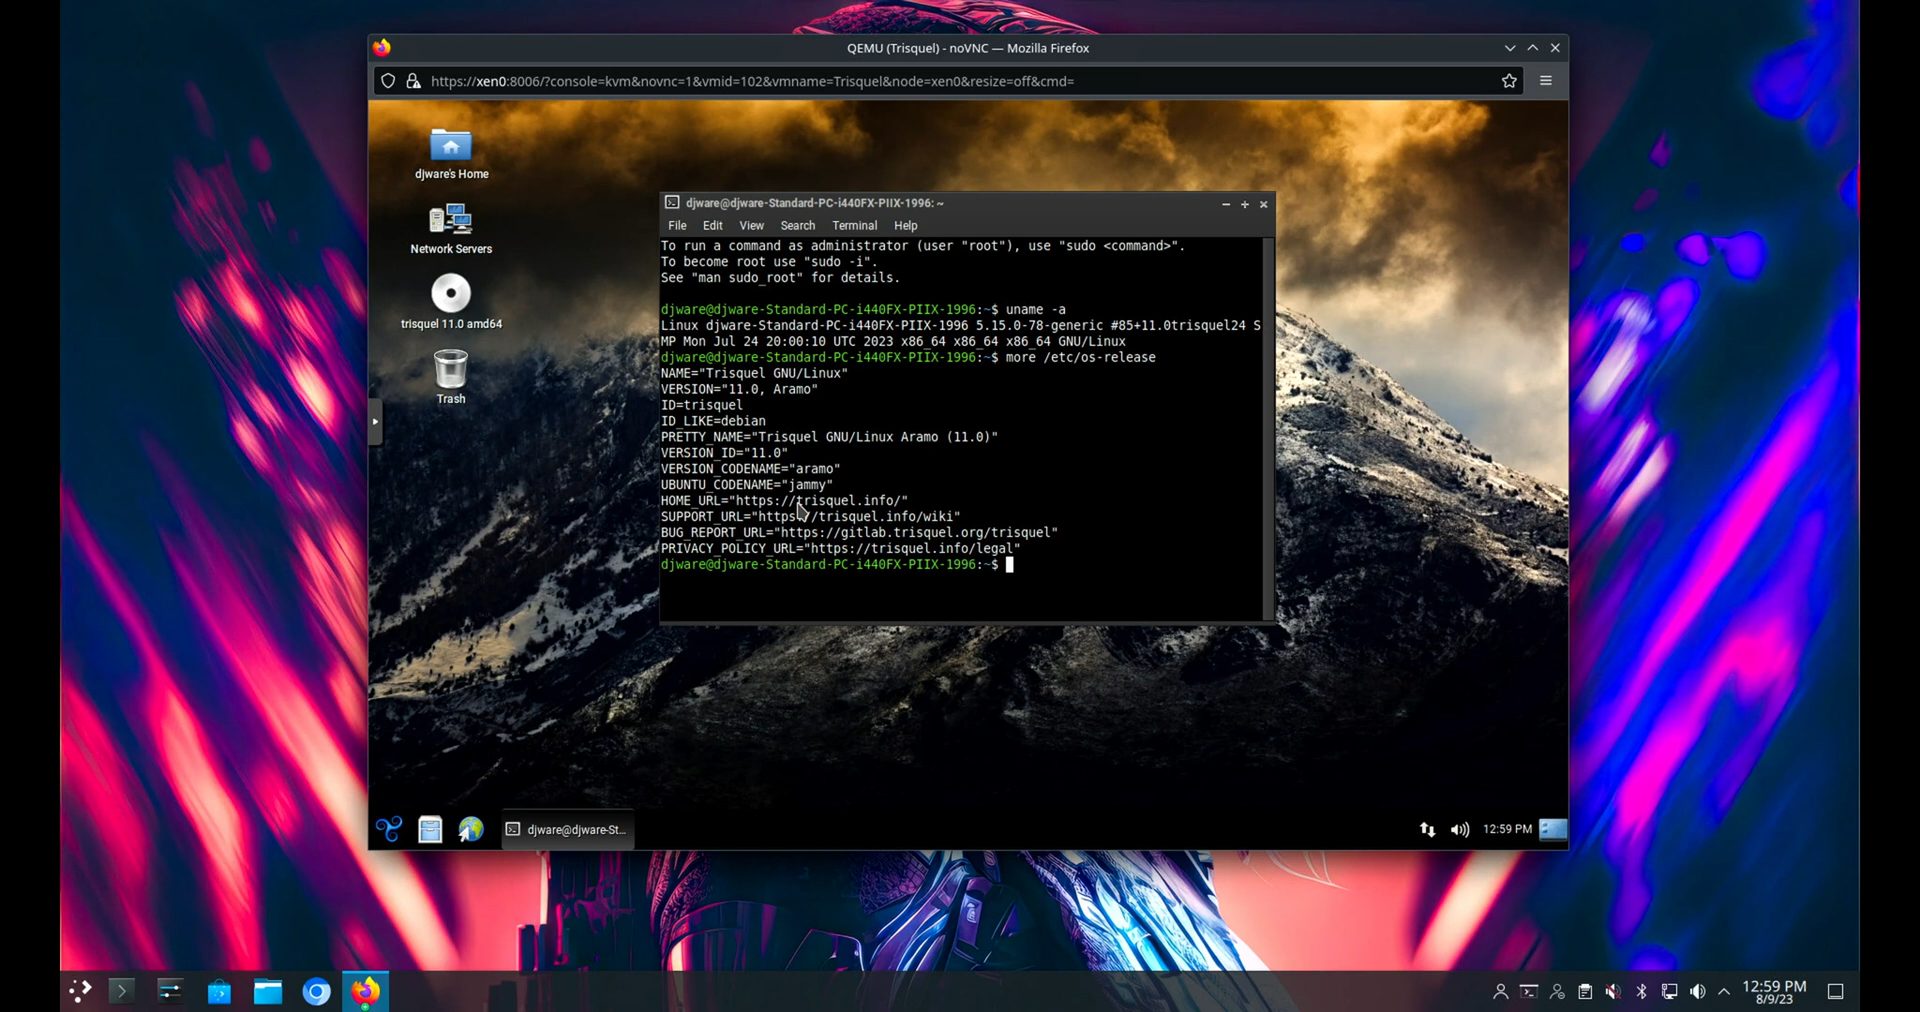 QEMU (Trisquel) - noVNC — Mozilla Firefox
https://xen0:8006/?console=kvm&novnc=1&vmid=102&vmname=Trisquel&node=xen0&resize=off&cmd=
djware's Home
Network Servers
trisquel 11.0 amd64
Trash
djware@djware-Standard-PC-i440FX-PIIX-1996: ~
File Edit View Search Terminal Help
To run a command as administrator (user "root"), use "sudo <command>".
To become root use "sudo -i".
See "man sudo_root" for details.
djware@djware-Standard-PC-i440FX-PIIX-1996:~$ uname -a
Linux djware-Standard-PC-i440FX-PIIX-1996 5.15.0-78-generic #85+11.0trisquel24 S
MP Mon Jul 24 20:00:10 UTC 2023 x86_64 x86_64 x86_64 GNU/Linux
djware@djware-Standard-PC-i440FX-PIIX-1996:~$ more /etc/os-release
NAME="Trisquel GNU/Linux"
VERSION="11.0, Aramo"
ID=trisquel
ID_LIKE=debian
PRETTY_NAME="Trisquel GNU/Linux Aramo (11.0)"
VERSION_ID="11.0"
VERSION_CODENAME="aramo"
UBUNTU_CODENAME="jammy"
HOME_URL="https://trisquel.info/"
SUPPORT_URL="https://trisquel.info/wiki"
BUG_REPORT_URL="https://gitlab.trisquel.org/trisquel"
PRIVACY_POLICY_URL="https://trisquel.info/legal"
djware@djware-Standard-PC-i440FX-PIIX-1996:~$
djware@djware-St...
12:59 PM
12:59 PM
8/9/23